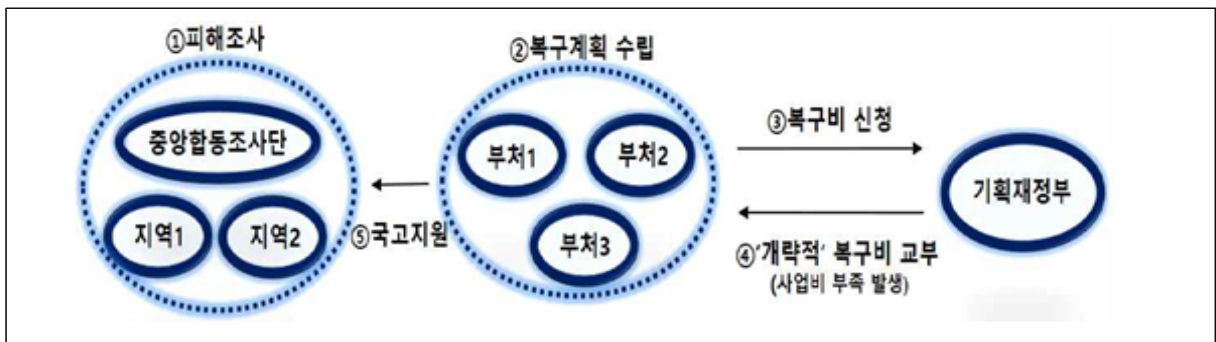 ①피해조사
중앙합동조사단
지역1
지역2
②복구계획 수립
부처1
부처2
부처3
③복구비 신청
④'개략적' 복구비 교부
(사업비 부족 발생)
⑤국고지원
기획재정부